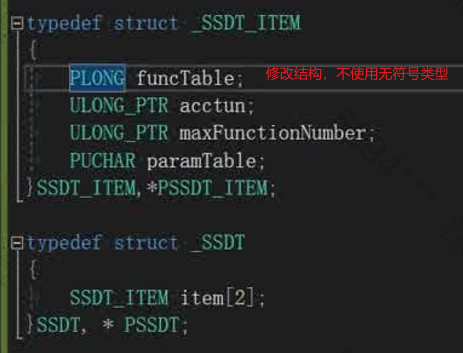 typedef struct _SSDT_ITEM
{
PLONG funcTable; 修改结构，不使用无符号类型
ULONG_PTR acctun;
ULONG_PTR maxFunctionNumber;
PUCHAR paramTable;
}SSDT_ITEM,*PSSDT_ITEM;
typedef struct _SSDT
{
SSDT_ITEM item[2];
}SSDT, * PSSDT;